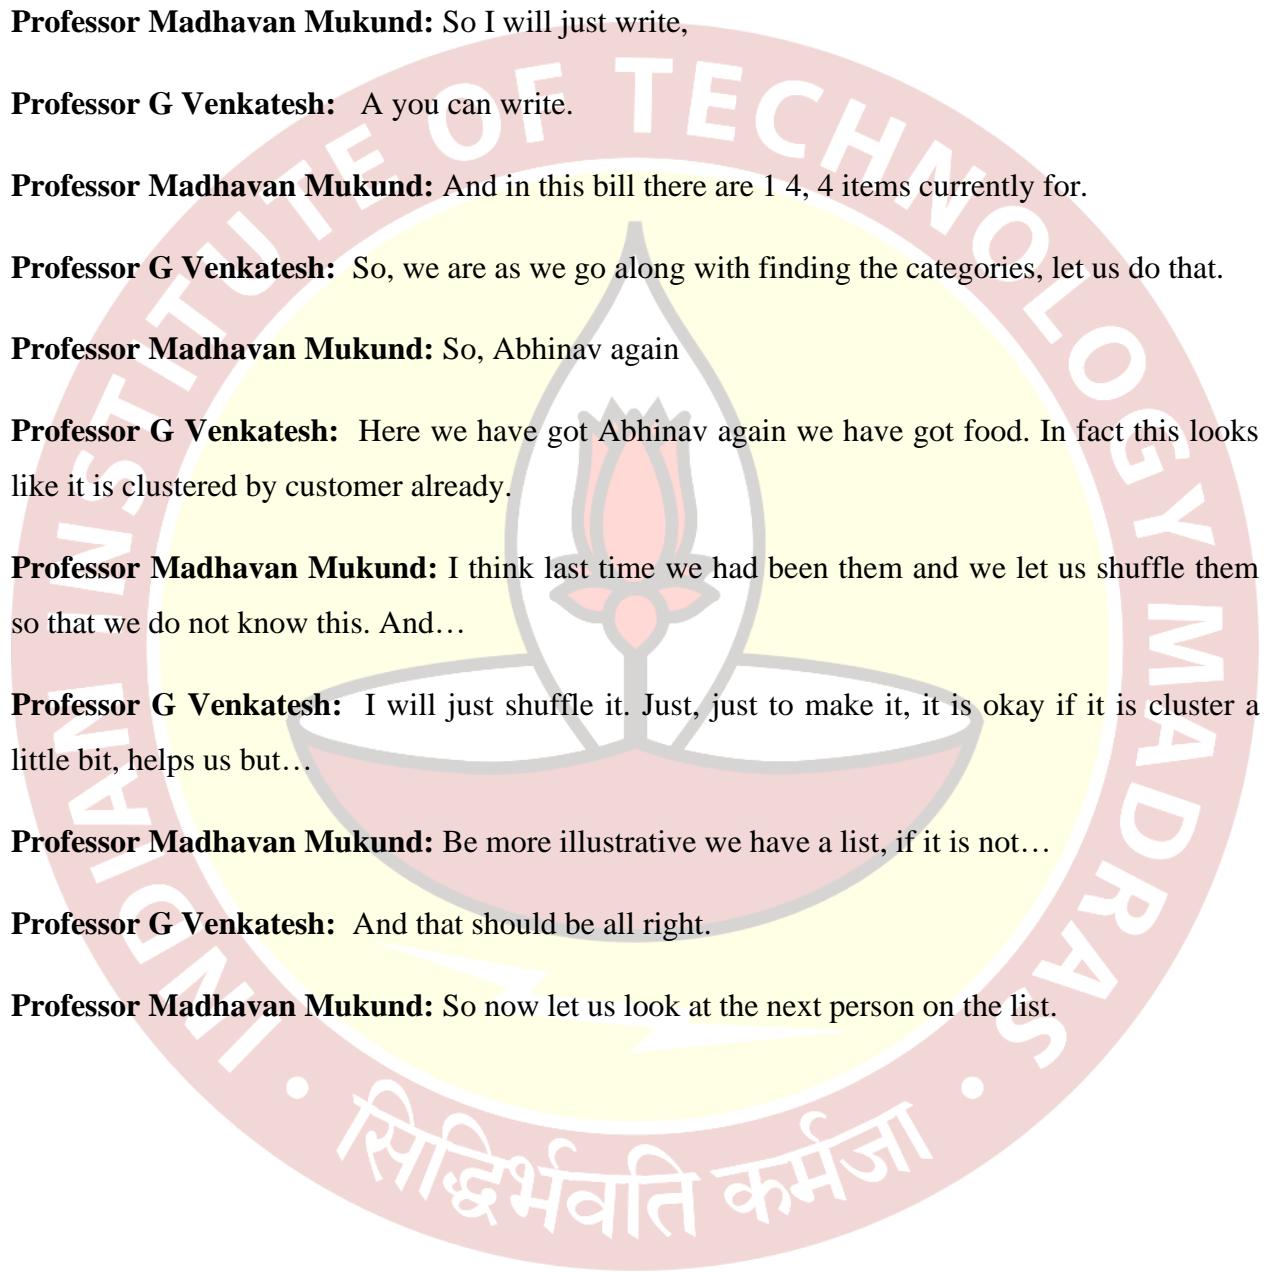 Professor Madhavan Mukund: So I will just write,
Professor G Venkatesh: A you can write.
Professor Madhavan Mukund: And in this bill there are 1 4, 4 items currently for.
Professor G Venkatesh: So, we are as we go along with finding the categories, let us do that.
Professor Madhavan Mukund: So, Abhinav again
Professor G Venkatesh: Here we have got Abhinav again we have got food. In fact this looks
like it is clustered by customer already.
Professor Madhavan Mukund: I think last time we had been them and we let us shuffle them
so that we do not know this. And…
Professor G Venkatesh: I will just shuffle it. Just, just to make it, it is okay if it is cluster a
little bit, helps us but…
Professor Madhavan Mukund: Be more illustrative we have a list, if it is not…
Professor G Venkatesh: And that should be all right.
Professor Madhavan Mukund: So now let us look at the next person on the list.
INDIAN INSTITUTE OF TECHNOLOGY MADRAS
सिद्धिर्भवति कर्मजा